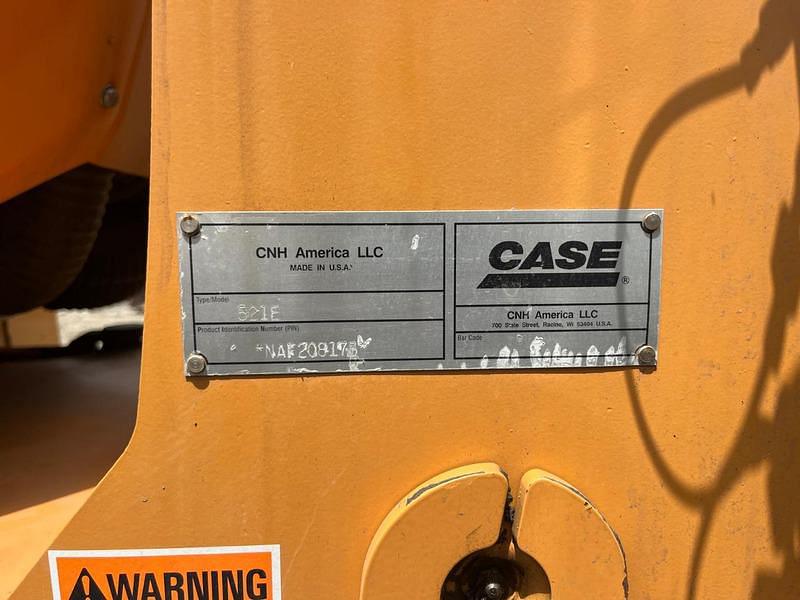 CNH America LLC
MADE IN U.S.A.
Type/Model
521E
Product Identification Number (PIN)
*NAF208173*
CASE®
CNH America LLC
700 State Street, Racine, WI 53404 U.S.A.
Bar Code
WARNING